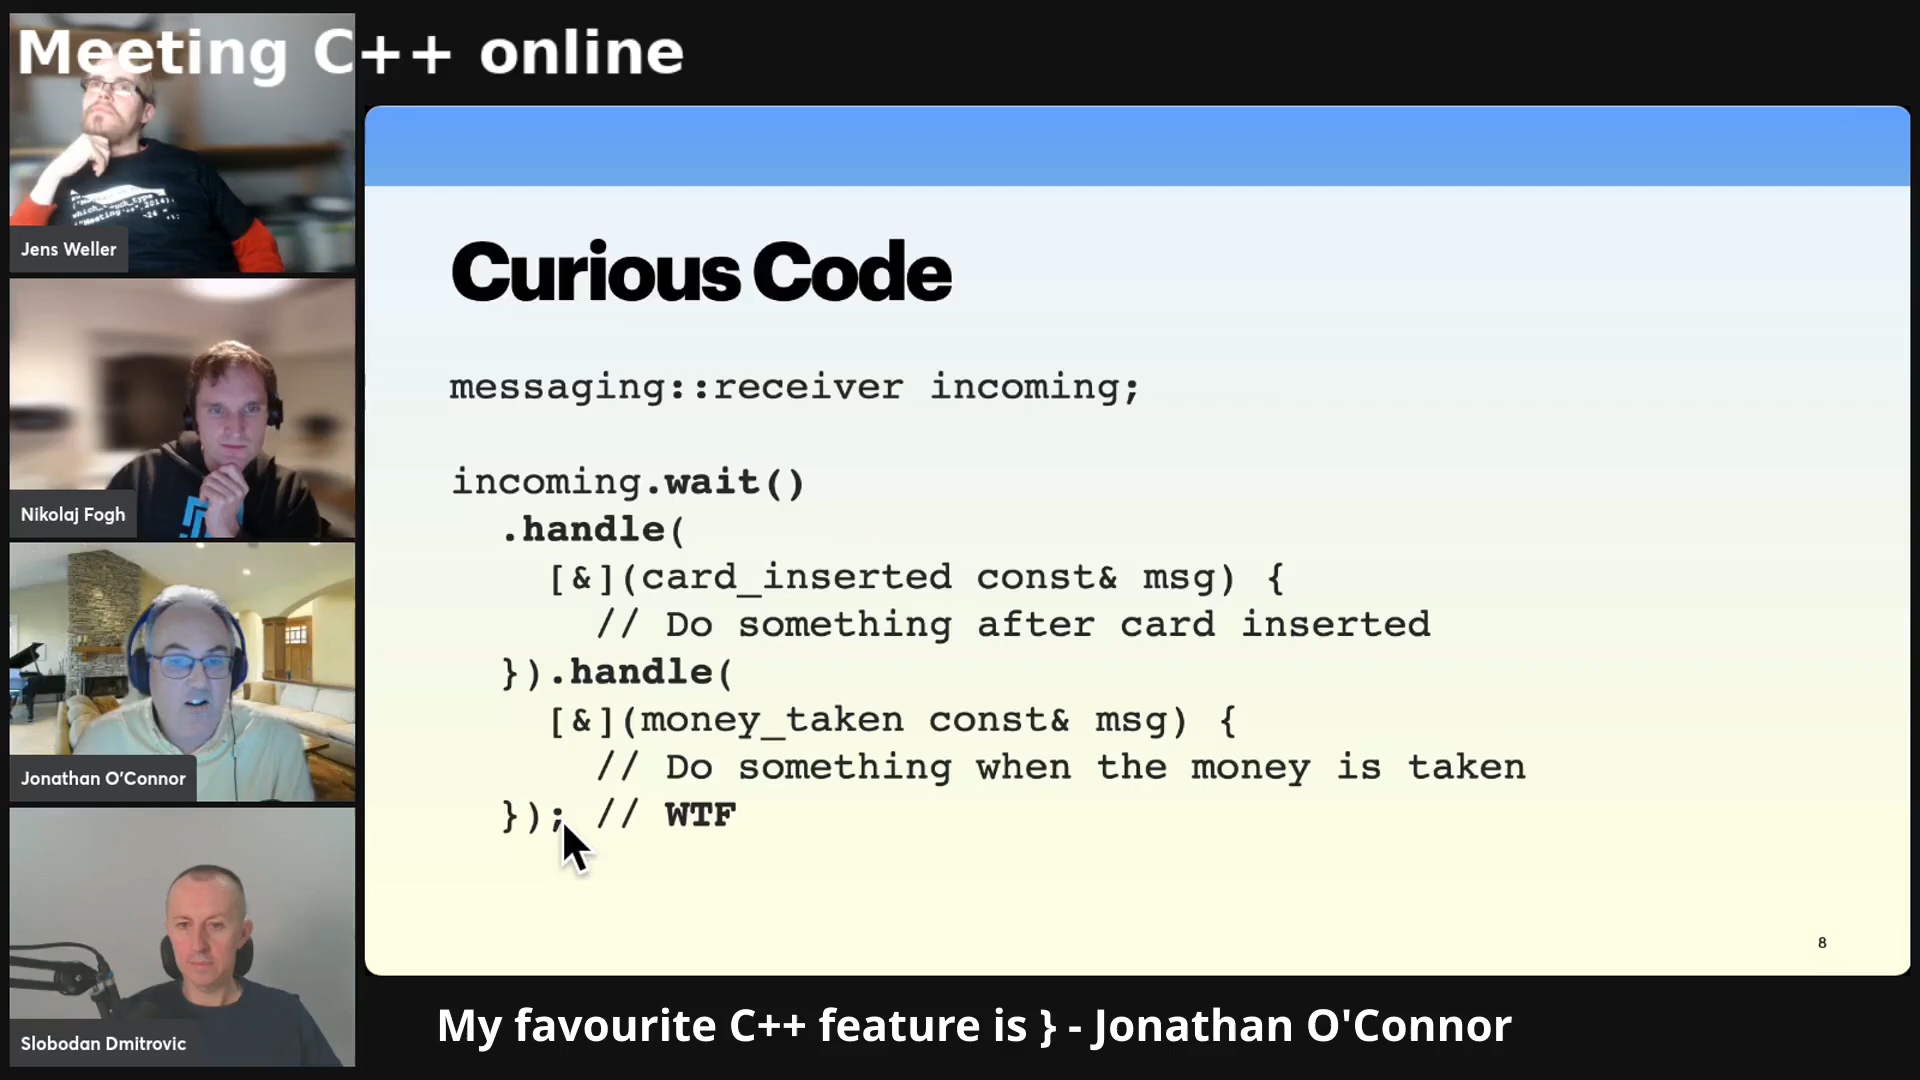 Meeting C++ online
Jens Weller
Nikolaj Fogh
Jonathan O'Connor
Slobodan Dmitrovic
Curious Code
messaging::receiver incoming;
incoming.wait()
.handle(
[&](card_inserted const& msg) {
// Do something after card inserted
}).handle(
[&](money_taken const& msg) {
// Do something when the money is taken
}); // WTF
8
My favourite C++ feature is } - Jonathan O'Connor